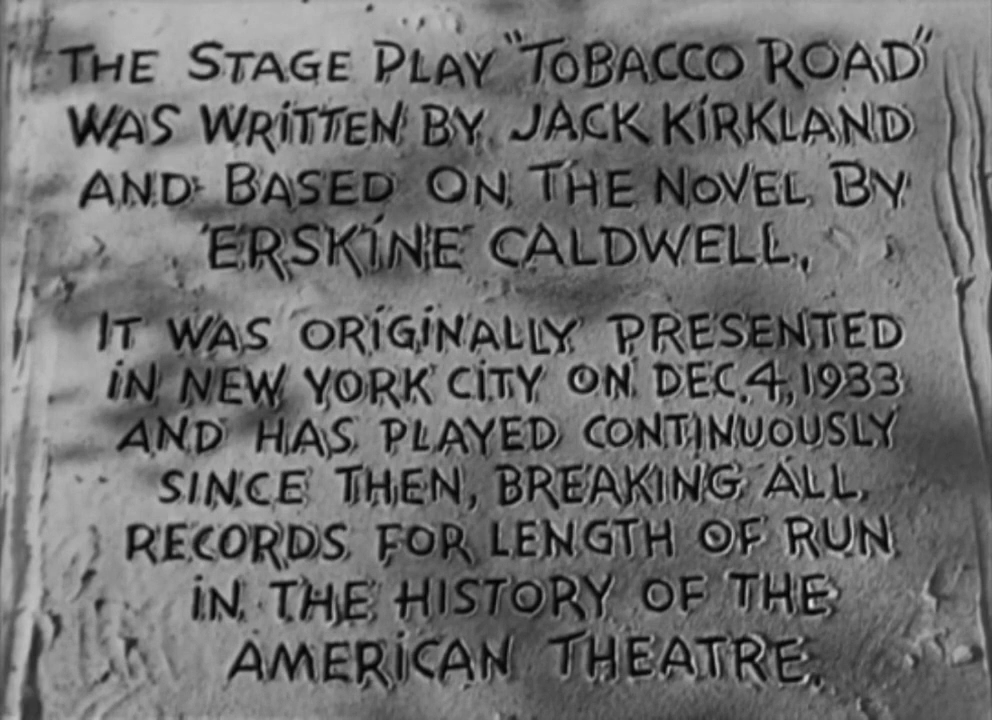 THE STAGE PLAY "TOBACCO ROAD"
WAS WRITTEN BY JACK KIRKLAND
AND BASED ON THE NOVEL BY
ERSKINE CALDWELL.
IT WAS ORIGINALLY PRESENTED
IN NEW YORK CITY ON DEC. 4, 1933
AND HAS PLAYED CONTINUOUSLY
SINCE THEN, BREAKING ALL
RECORDS FOR LENGTH OF RUN
IN THE HISTORY OF THE
AMERICAN THEATRE.